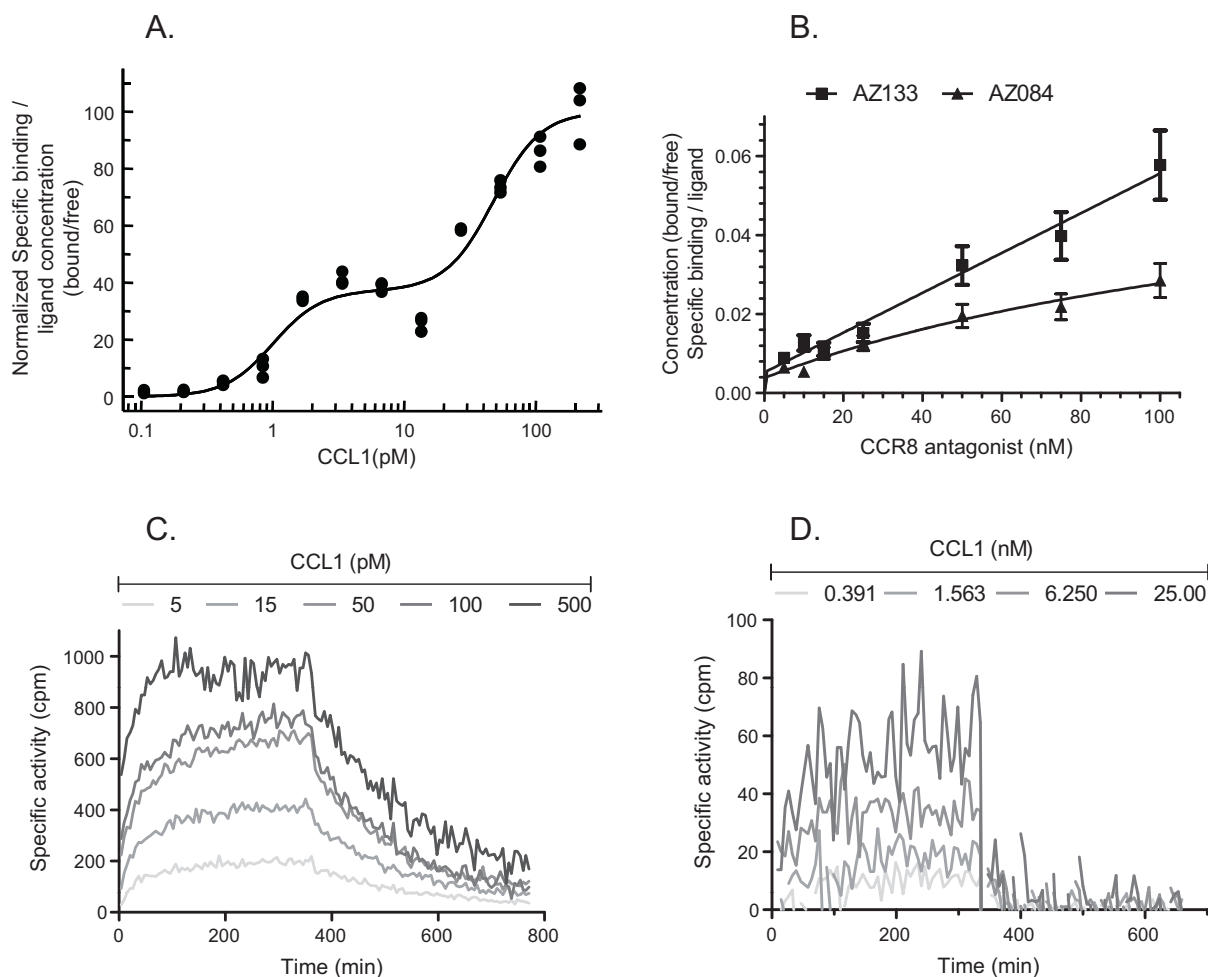 A.
Normalized Specific binding /
ligand concentration
(bound/free)
100
80
60
40
20
0
0.1 1 10 100
CCL1(pM)
B.
AZ133 AZ084
Concentration (bound/free)
Specific binding / ligand
0.06
0.04
0.02
0.00
0 20 40 60 80 100
CCR8 antagonist (nM)
C.
CCL1 (pM)
5 15 50 100 500
Specific activity (cpm)
1000
800
600
400
200
0
0 200 400 600 800
Time (min)
D.
CCL1 (nM)
0.391 1.563 6.250 25.00
Specific activity (cpm)
100
80
60
40
20
0
0 200 400 600
Time (min)